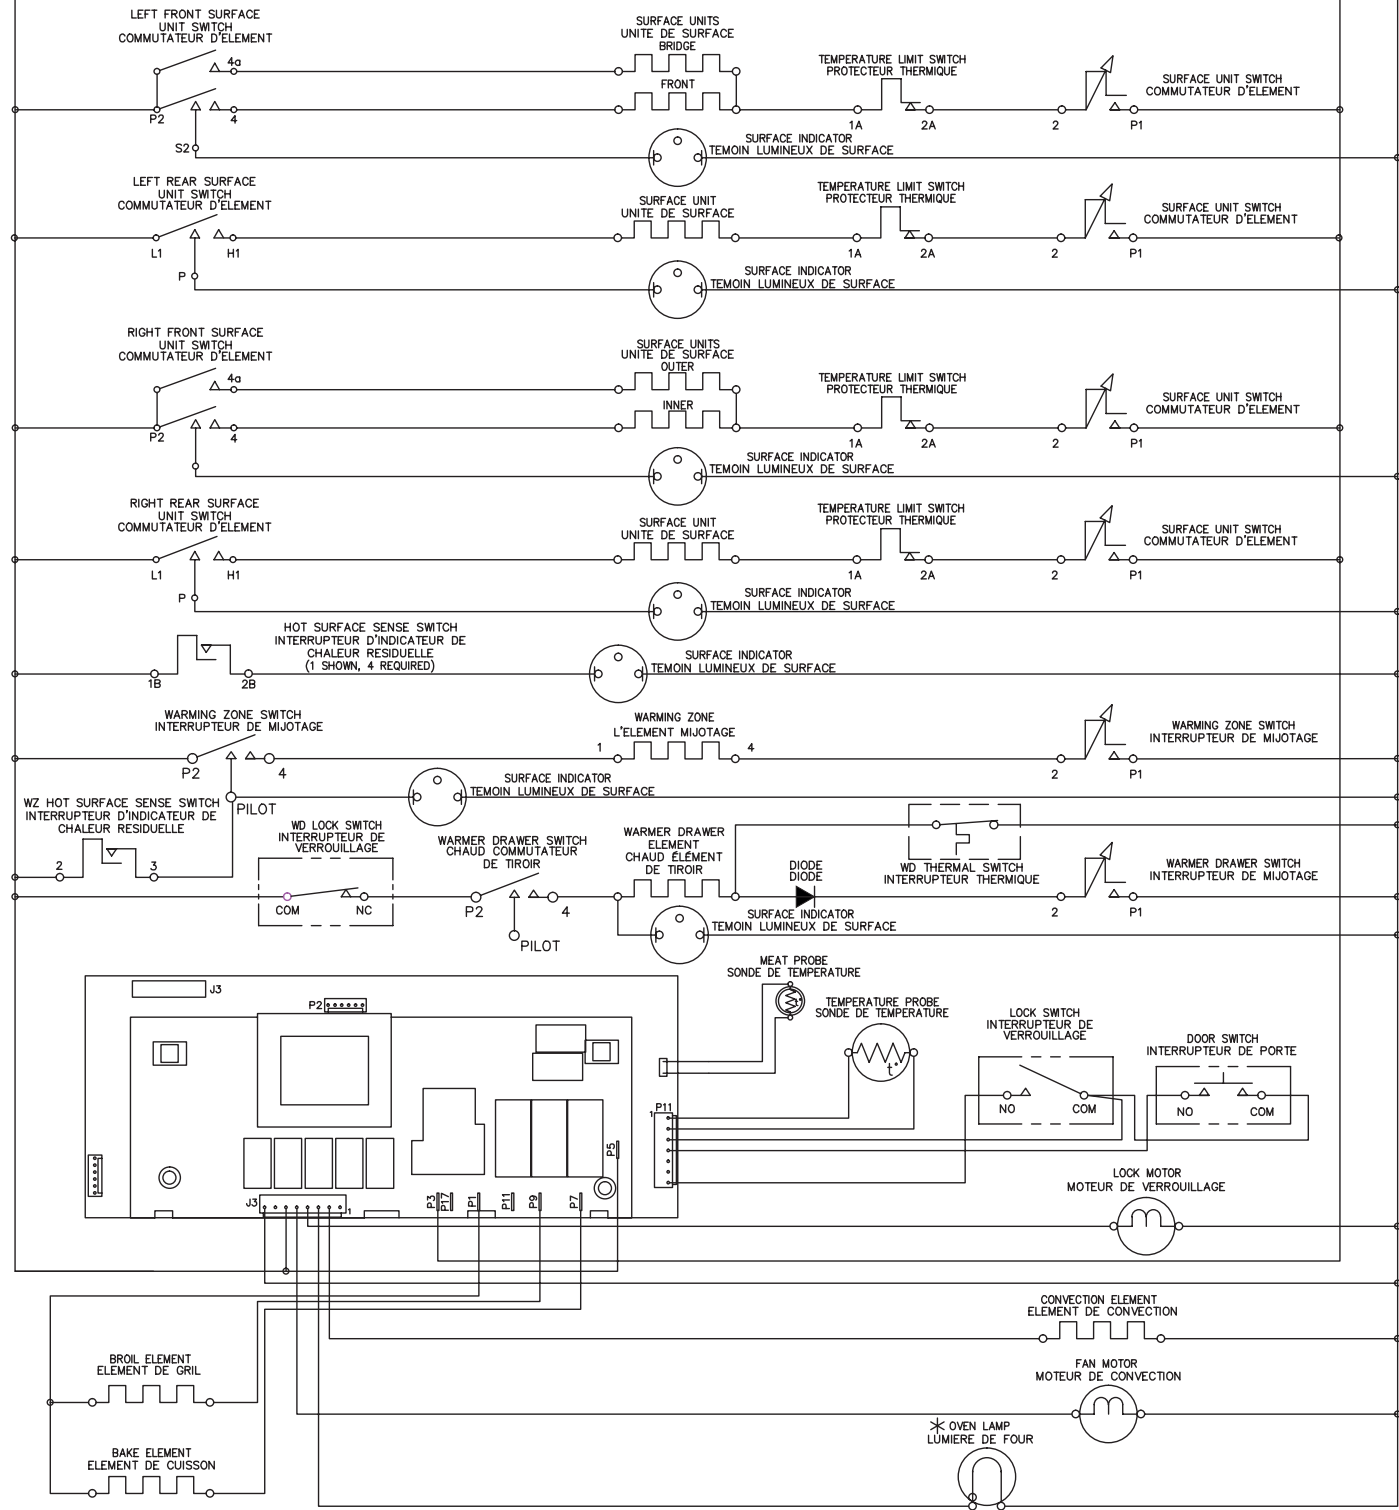 LEFT FRONT SURFACE
UNIT SWITCH
COMMUTATEUR D'ELEMENT
4a
P2
4
S2
SURFACE UNITS
UNITE DE SURFACE
BRIDGE
FRONT
TEMPERATURE LIMIT SWITCH
PROTECTEUR THERMIQUE
1A
2A
2
P1
SURFACE UNIT SWITCH
COMMUTATEUR D'ELEMENT
SURFACE INDICATOR
TEMOIN LUMINEUX DE SURFACE
LEFT REAR SURFACE
UNIT SWITCH
COMMUTATEUR D'ELEMENT
L1
H1
P
SURFACE UNIT
UNITE DE SURFACE
TEMPERATURE LIMIT SWITCH
PROTECTEUR THERMIQUE
1A
2A
2
P1
SURFACE UNIT SWITCH
COMMUTATEUR D'ELEMENT
SURFACE INDICATOR
TEMOIN LUMINEUX DE SURFACE
RIGHT FRONT SURFACE
UNIT SWITCH
COMMUTATEUR D'ELEMENT
4a
P2
4
SURFACE UNITS
UNITE DE SURFACE
OUTER
INNER
TEMPERATURE LIMIT SWITCH
PROTECTEUR THERMIQUE
1A
2A
2
P1
SURFACE UNIT SWITCH
COMMUTATEUR D'ELEMENT
SURFACE INDICATOR
TEMOIN LUMINEUX DE SURFACE
RIGHT REAR SURFACE
UNIT SWITCH
COMMUTATEUR D'ELEMENT
L1
H1
P
SURFACE UNIT
UNITE DE SURFACE
TEMPERATURE LIMIT SWITCH
PROTECTEUR THERMIQUE
1A
2A
2
P1
SURFACE UNIT SWITCH
COMMUTATEUR D'ELEMENT
SURFACE INDICATOR
TEMOIN LUMINEUX DE SURFACE
HOT SURFACE SENSE SWITCH
INTERRUPTEUR D'INDICATEUR DE
CHALEUR RESIDUELLE
(1 SHOWN, 4 REQUIRED)
1B
2B
SURFACE INDICATOR
TEMOIN LUMINEUX DE SURFACE
WARMING ZONE SWITCH
INTERRUPTEUR DE MIJOTAGE
P2
4
PILOT
WARMING ZONE
L'ELEMENT MIJOTAGE
1
4
2
P1
WARMING ZONE SWITCH
INTERRUPTEUR DE MIJOTAGE
SURFACE INDICATOR
TEMOIN LUMINEUX DE SURFACE
WZ HOT SURFACE SENSE SWITCH
INTERRUPTEUR D'INDICATEUR DE
CHALEUR RESIDUELLE
2
3
WD LOCK SWITCH
INTERRUPTEUR DE
VERROUILLAGE
COM
NC
WARMER DRAWER SWITCH
CHAUD COMMUTATEUR
DE TIROIR
P2
4
PILOT
WARMER DRAWER
ELEMENT
CHAUD ÉLÉMENT
DE TIROIR
DIODE
DIODE
WD THERMAL SWITCH
INTERRUPTEUR THERMIQUE
2
P1
WARMER DRAWER SWITCH
INTERRUPTEUR DE MIJOTAGE
SURFACE INDICATOR
TEMOIN LUMINEUX DE SURFACE
MEAT PROBE
SONDE DE TEMPERATURE
t°
TEMPERATURE PROBE
SONDE DE TEMPERATURE
t°
LOCK SWITCH
INTERRUPTEUR DE
VERROUILLAGE
NO
COM
DOOR SWITCH
INTERRUPTEUR DE PORTE
NO
COM
J3
P2
P11
1
P5
J3
1
P3
P17
P1
P11
P9
P7
LOCK MOTOR
MOTEUR DE VERROUILLAGE
CONVECTION ELEMENT
ELEMENT DE CONVECTION
BROIL ELEMENT
ELEMENT DE GRIL
FAN MOTOR
MOTEUR DE CONVECTION
OVEN LAMP
LUMIERE DE FOUR
BAKE ELEMENT
ELEMENT DE CUISSON